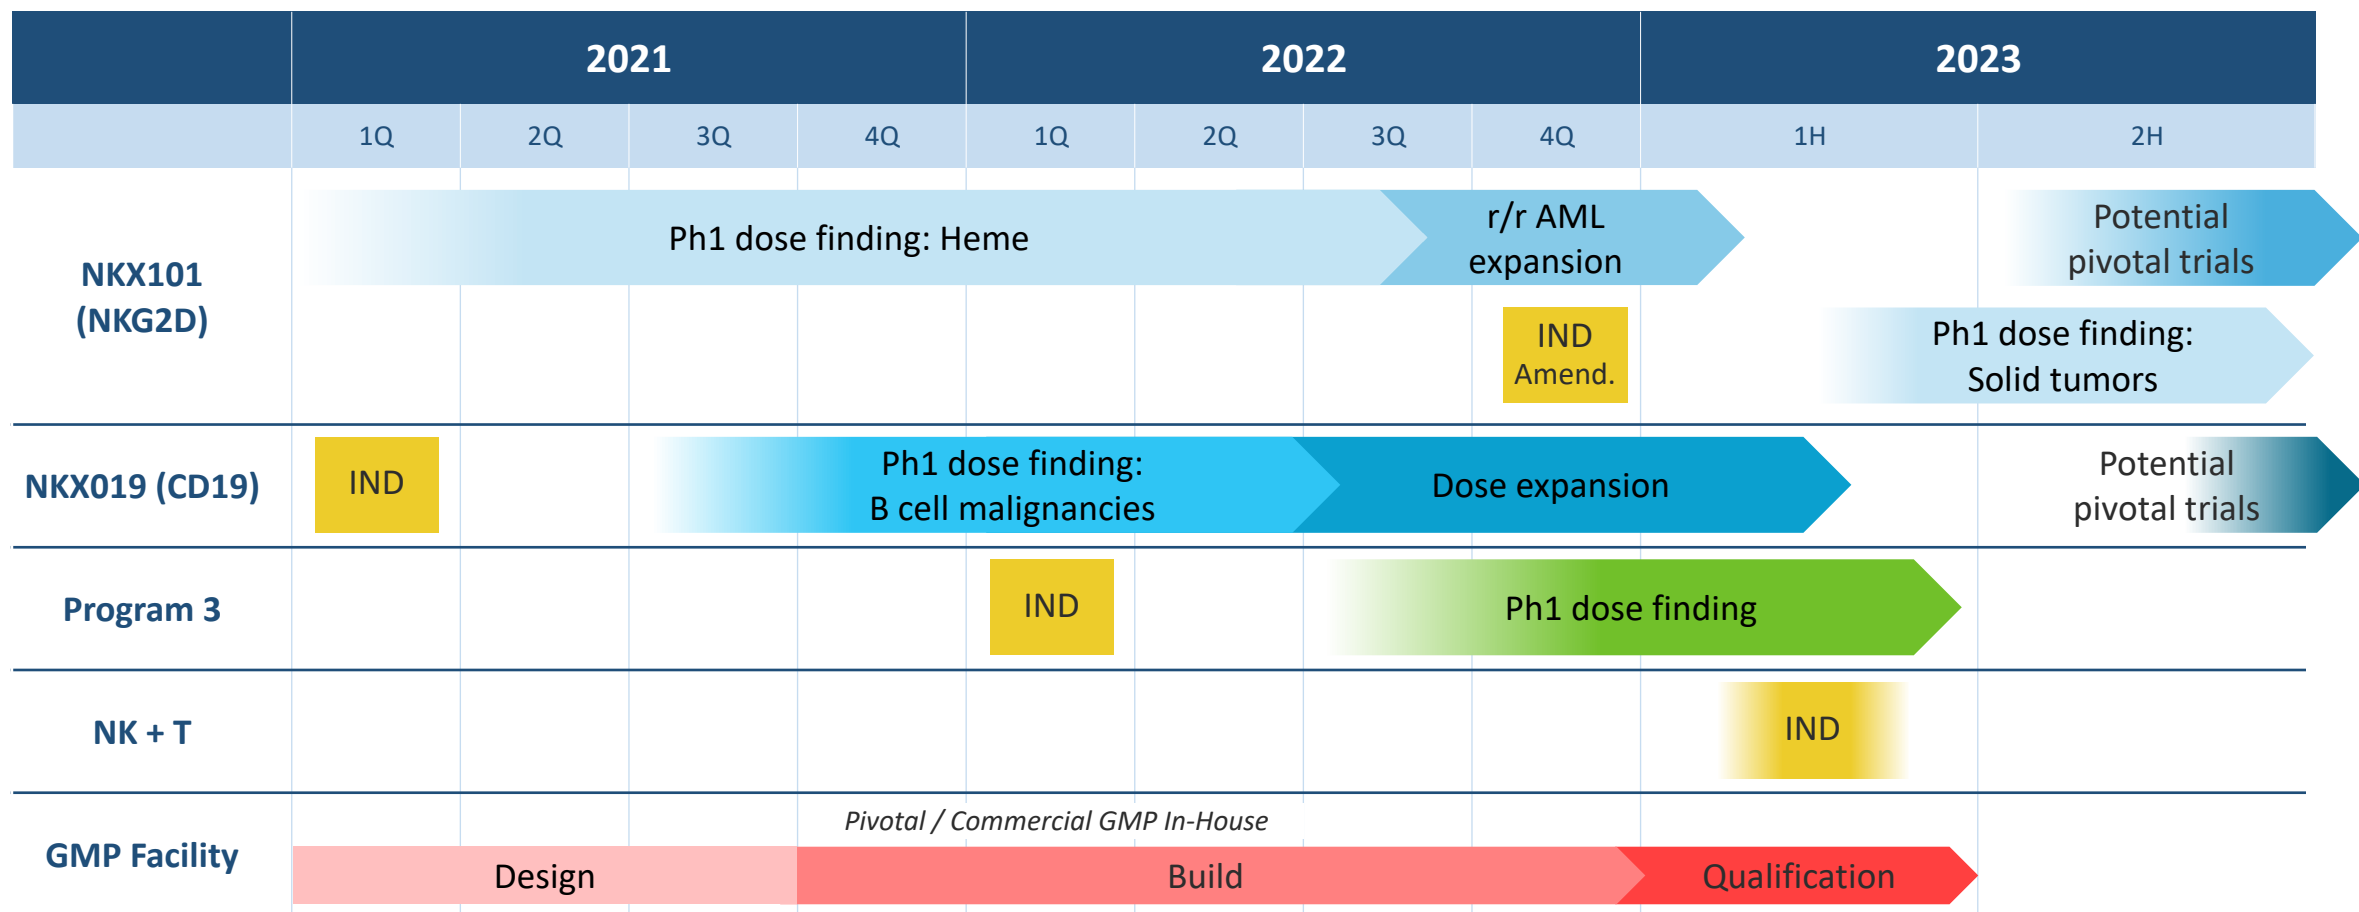 2021
2022
2023
1Q
2Q
3Q
4Q
1Q
2Q
3Q
4Q
1H
2H
NKX101
(NKG2D)
Ph1 dose finding: Heme
r/r AML
expansion
Potential
pivotal trials
IND
Amend.
Ph1 dose finding:
Solid tumors
NKX019 (CD19)
IND
Ph1 dose finding:
B cell malignancies
Dose expansion
Potential
pivotal trials
Program 3
IND
Ph1 dose finding
NK + T
IND
GMP Facility
Pivotal / Commercial GMP In-House
Design
Build
Qualification